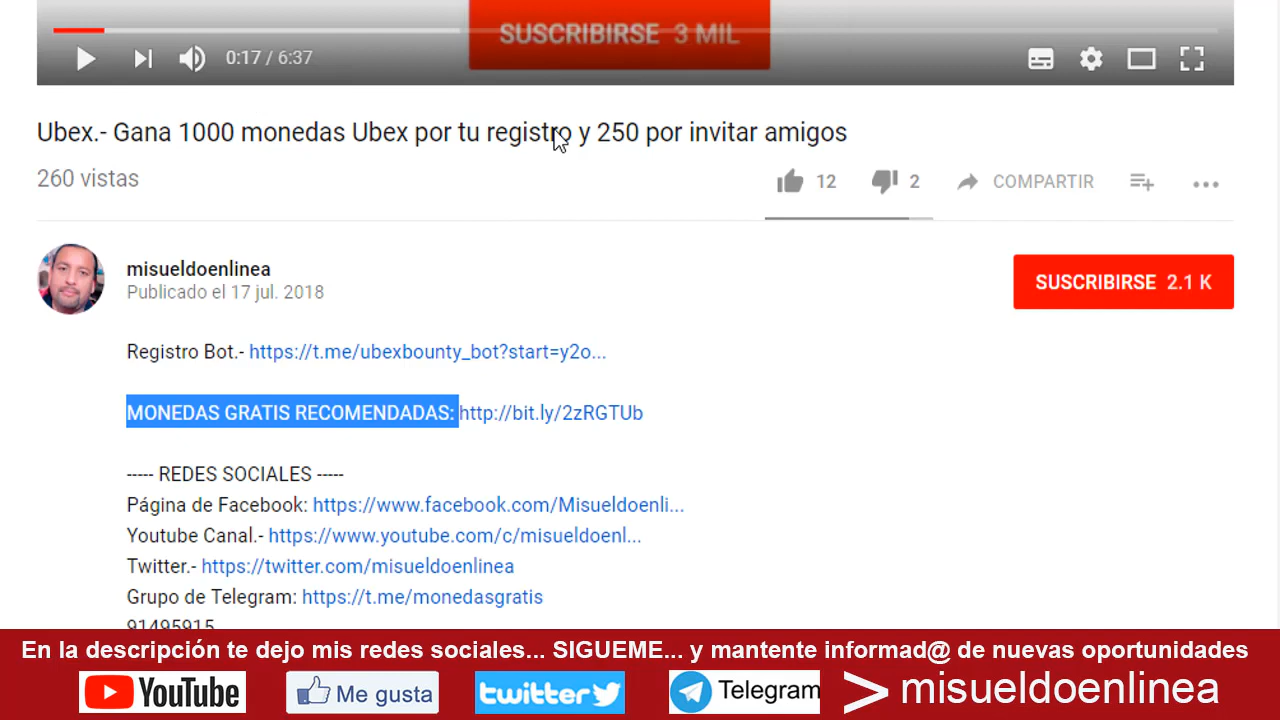 SUSCRIBIRSE 3 MIL
0:17 / 6:37
Ubex.- Gana 1000 monedas Ubex por tu registro y 250 por invitar amigos
260 vistas
12
2
COMPARTIR
misueldoenlinea
Publicado el 17 jul. 2018
SUSCRIBIRSE 2.1 K
Registro Bot.- https://t.me/ubexbounty_bot?start=y2o...
MONEDAS GRATIS RECOMENDADAS: http://bit.ly/2zRGTUb
----- REDES SOCIALES -----
Página de Facebook: https://www.facebook.com/Misueldoenli...
Youtube Canal.- https://www.youtube.com/c/misueldoenl...
Twitter.- https://twitter.com/misueldoenlinea
Grupo de Telegram: https://t.me/monedasgratis
91495915
En la descripción te dejo mis redes sociales... SIGUEME... y mantente informad@ de nuevas oportunidades
YouTube
Me gusta
twitter
Telegram
> misueldoenlinea